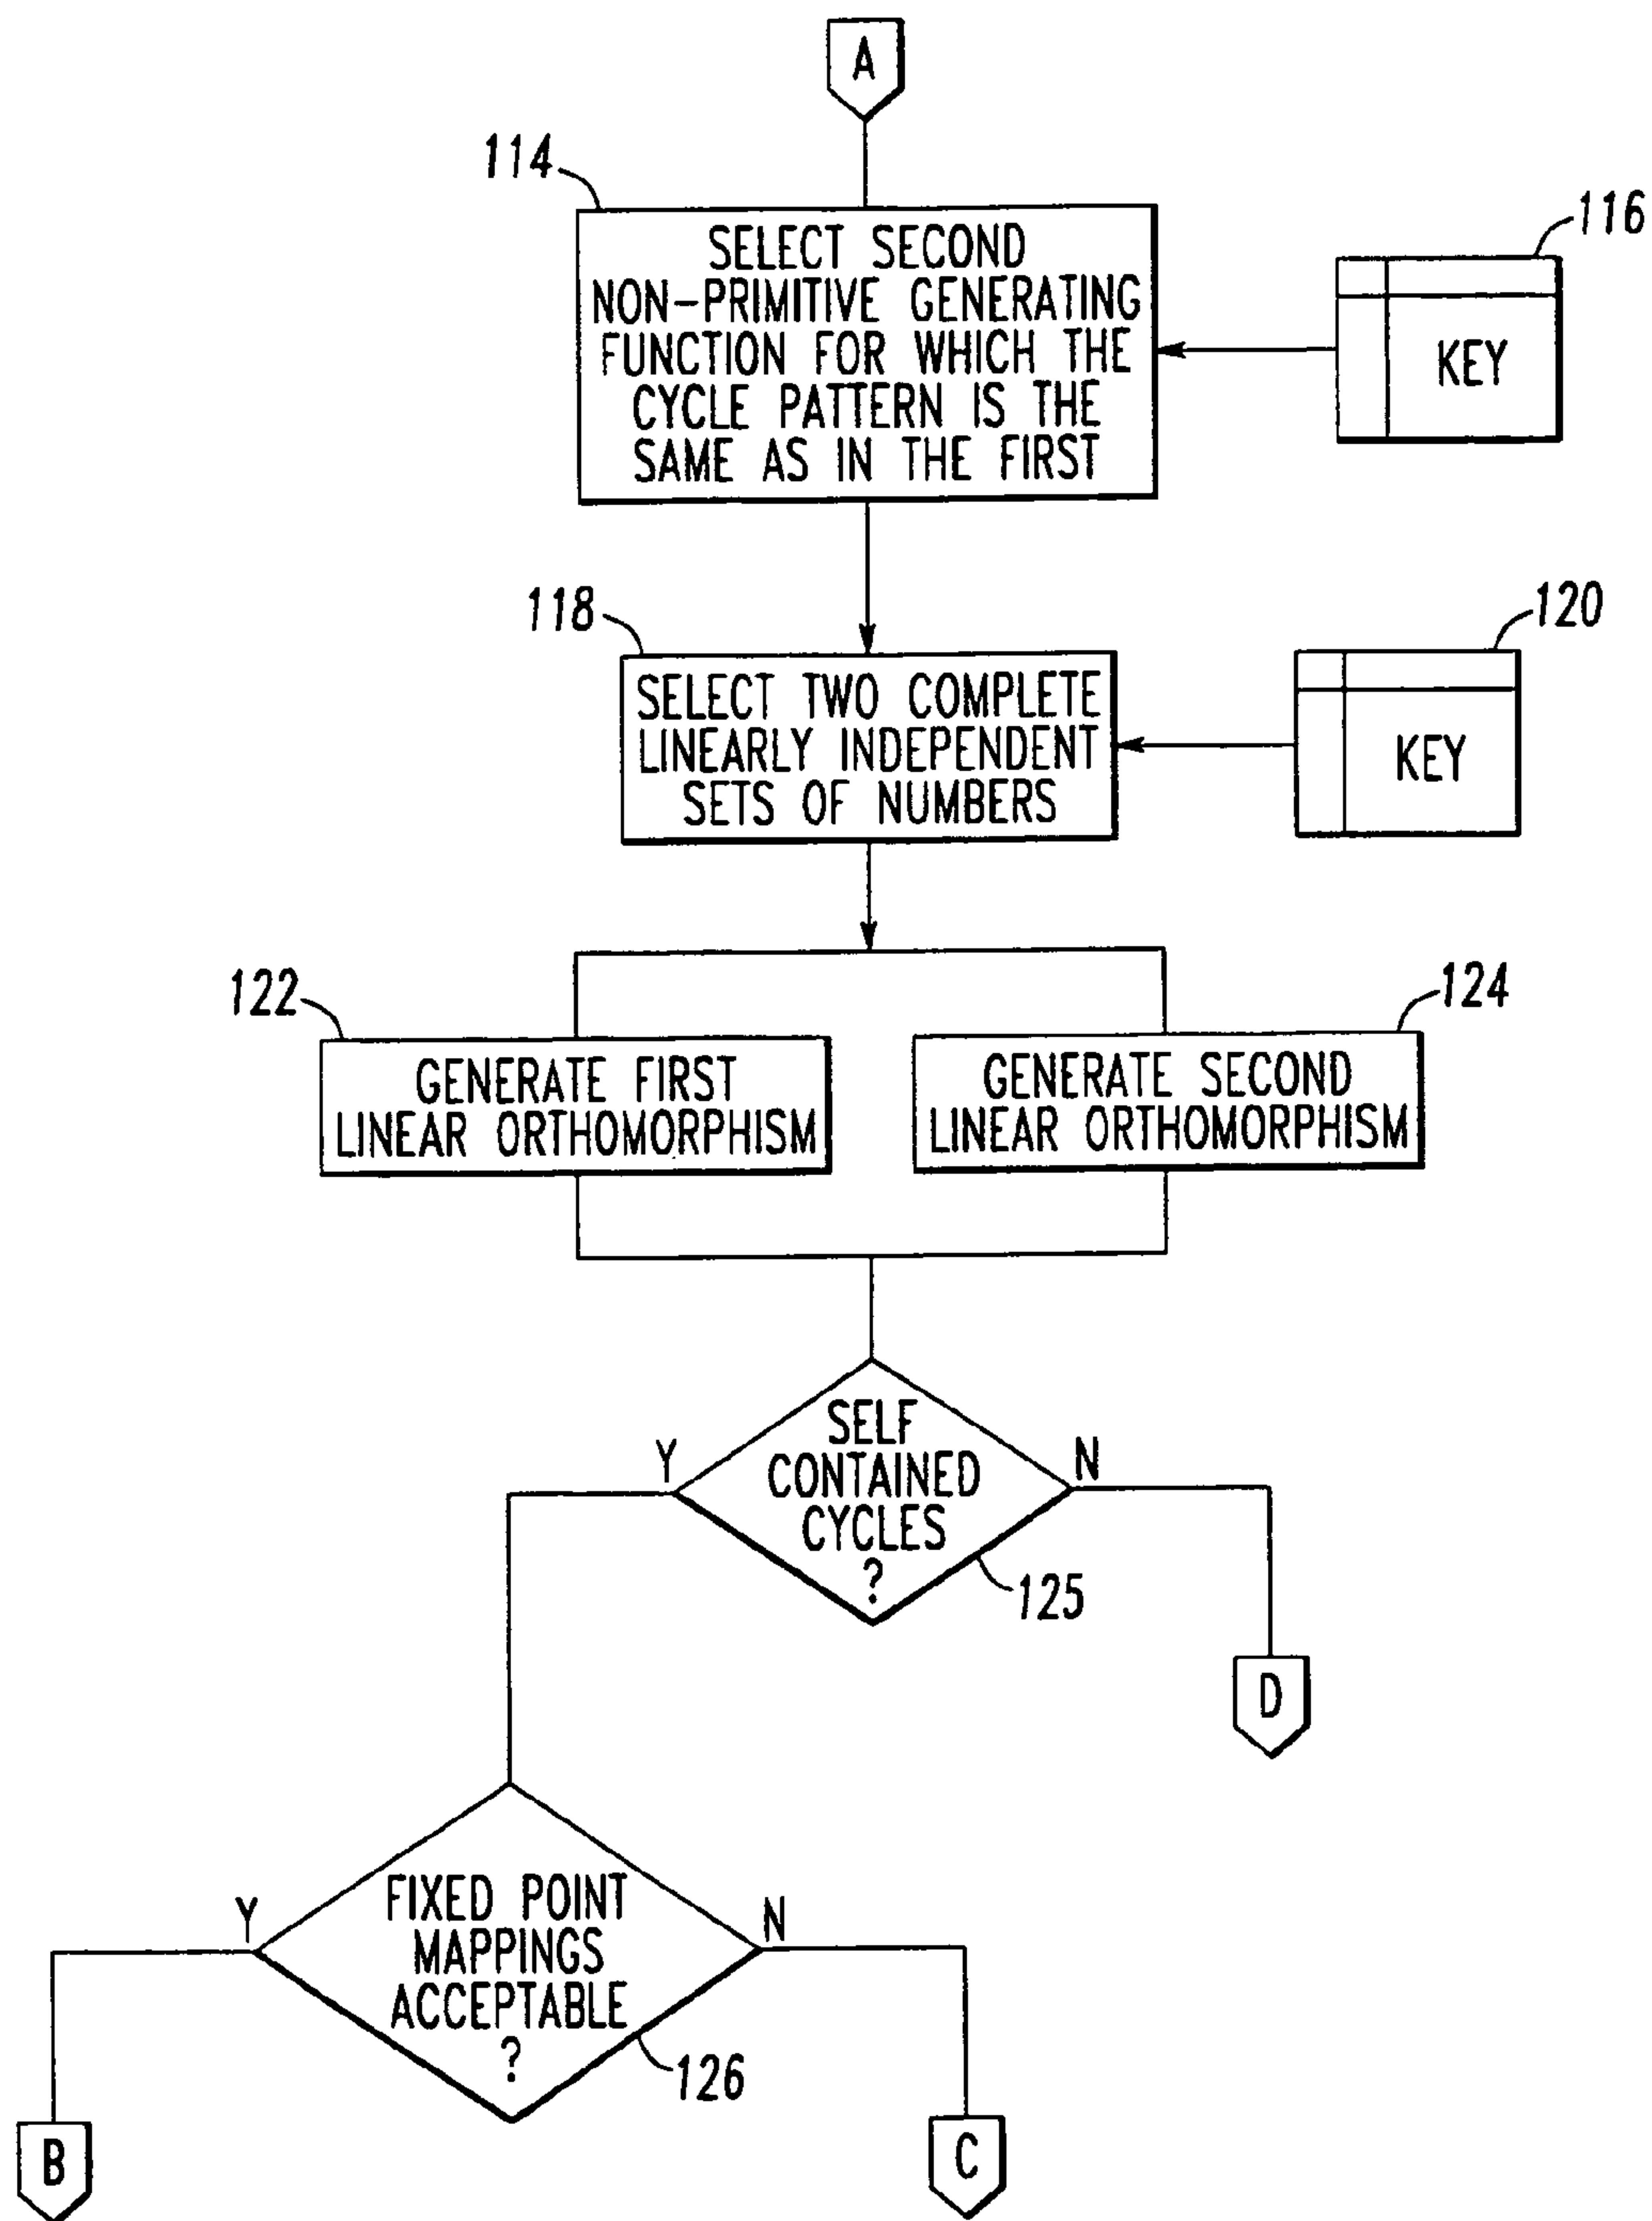 A
114
SELECT SECOND
NON-PRIMITIVE GENERATING
FUNCTION FOR WHICH THE
CYCLE PATTERN IS THE
SAME AS IN THE FIRST
116
KEY
118
SELECT TWO COMPLETE
LINEARLY INDEPENDENT
SETS OF NUMBERS
120
KEY
122
GENERATE FIRST
LINEAR ORTHOMORPHISM
124
GENERATE SECOND
LINEAR ORTHOMORPHISM
Y
SELF
CONTAINED
CYCLES
?
N
125
D
Y
FIXED POINT
MAPPINGS
ACCEPTABLE
?
N
126
B
C